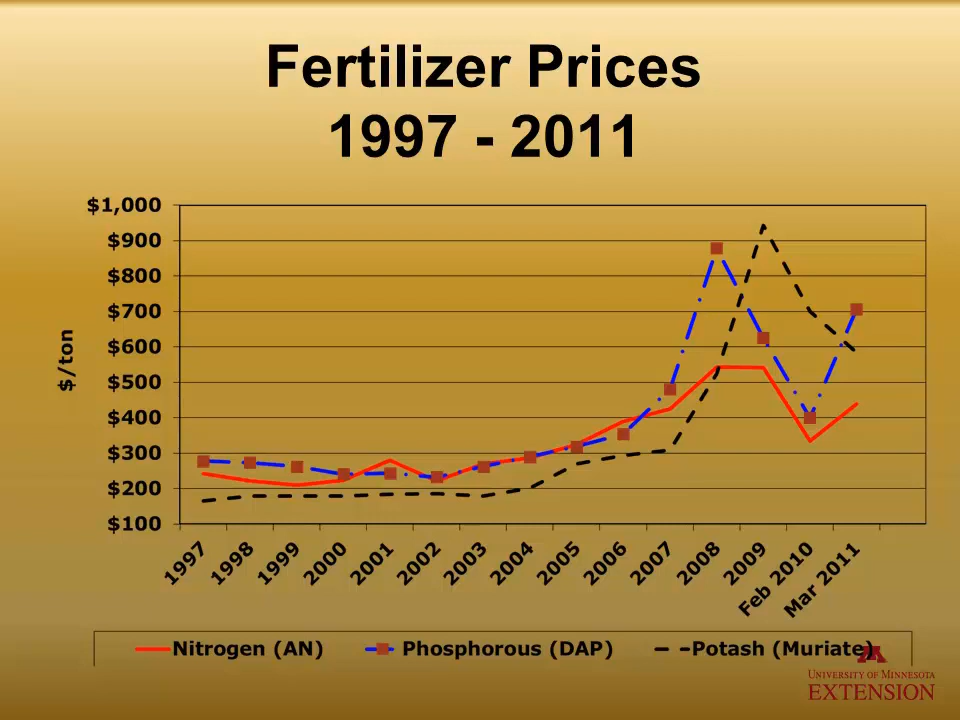 Fertilizer Prices
1997 - 2011
$1,000
$900
$800
$700
$600
$500
$400
$300
$200
$100
$/ton
1997
1998
1999
2000
2001
2002
2003
2004
2005
2006
2007
2008
2009
Feb 2010
Mar 2011
Nitrogen (AN)
Phosphorous (DAP)
Potash (Muriate)
M
UNIVERSITY OF MINNESOTA
EXTENSION